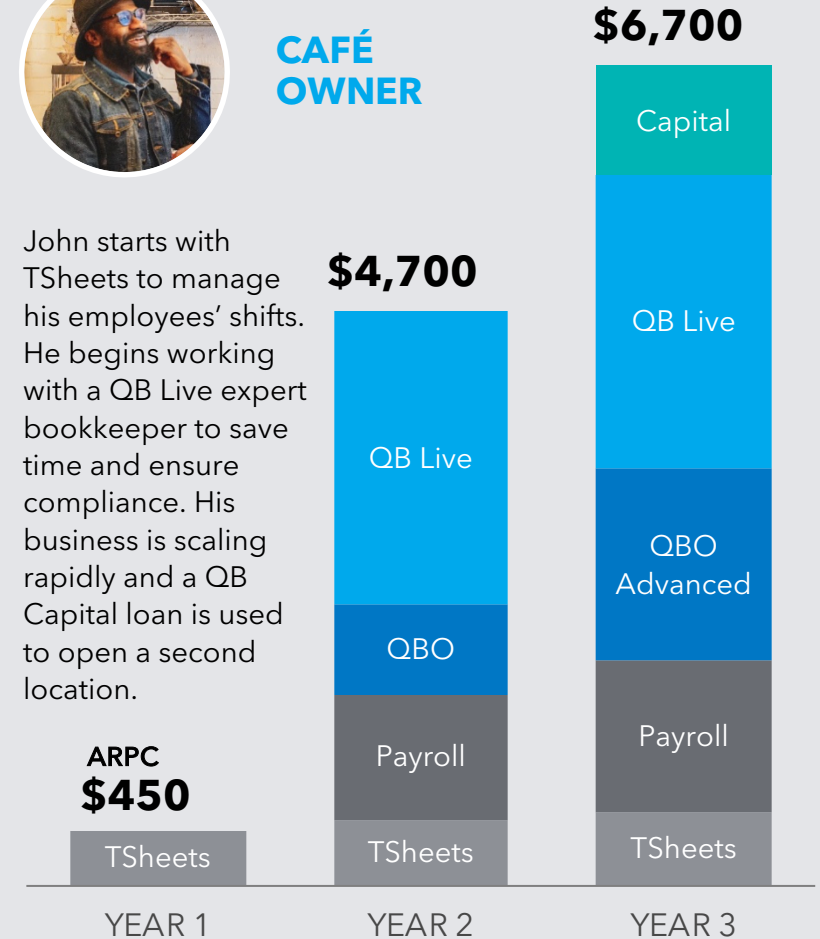 CAFÉ
OWNER
John starts with
TSheets to manage
his employees’ shifts.
He begins working
with a QB Live expert
bookkeeper to save
time and ensure
compliance. His
business is scaling
rapidly and a QB
Capital loan is used
to open a second
location.
ARPC
$450
TSheets
YEAR 1
$4,700
QB Live
QBO
Payroll
TSheets
YEAR 2
$6,700
Capital
QB Live
QBO
Advanced
Payroll
TSheets
YEAR 3